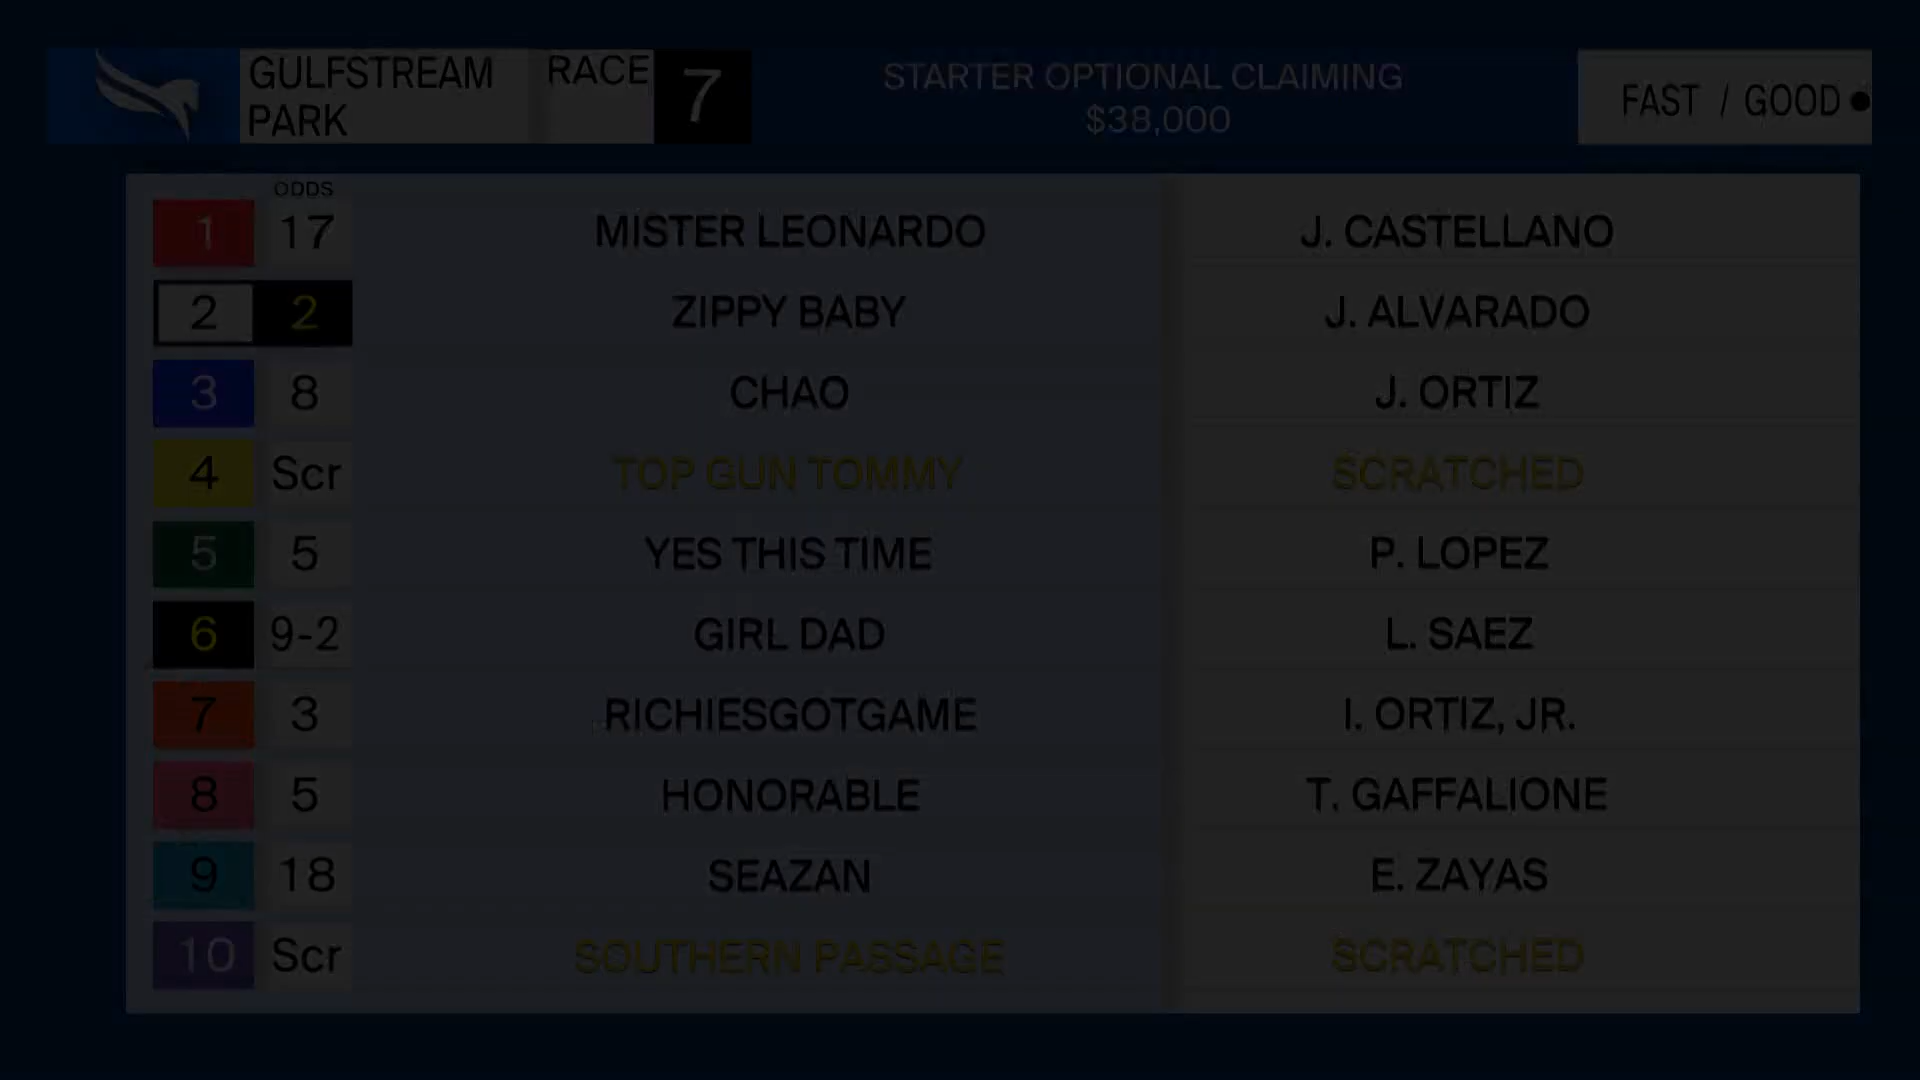 GULFSTREAM
PARK
RACE
7
STARTER OPTIONAL CLAIMING
$38,000
FAST / GOOD
ODDS
1 17 MISTER LEONARDO J. CASTELLANO
2 2 ZIPPY BABY J. ALVARADO
3 8 CHAO J. ORTIZ
4 Scr TOP GUN TOMMY SCRATCHED
5 5 YES THIS TIME P. LOPEZ
6 9-2 GIRL DAD L. SAEZ
7 3 RICHIESGOTGAME I. ORTIZ, JR.
8 5 HONORABLE T. GAFFALIONE
9 18 SEAZAN E. ZAYAS
10 Scr SOUTHERN PASSAGE SCRATCHED